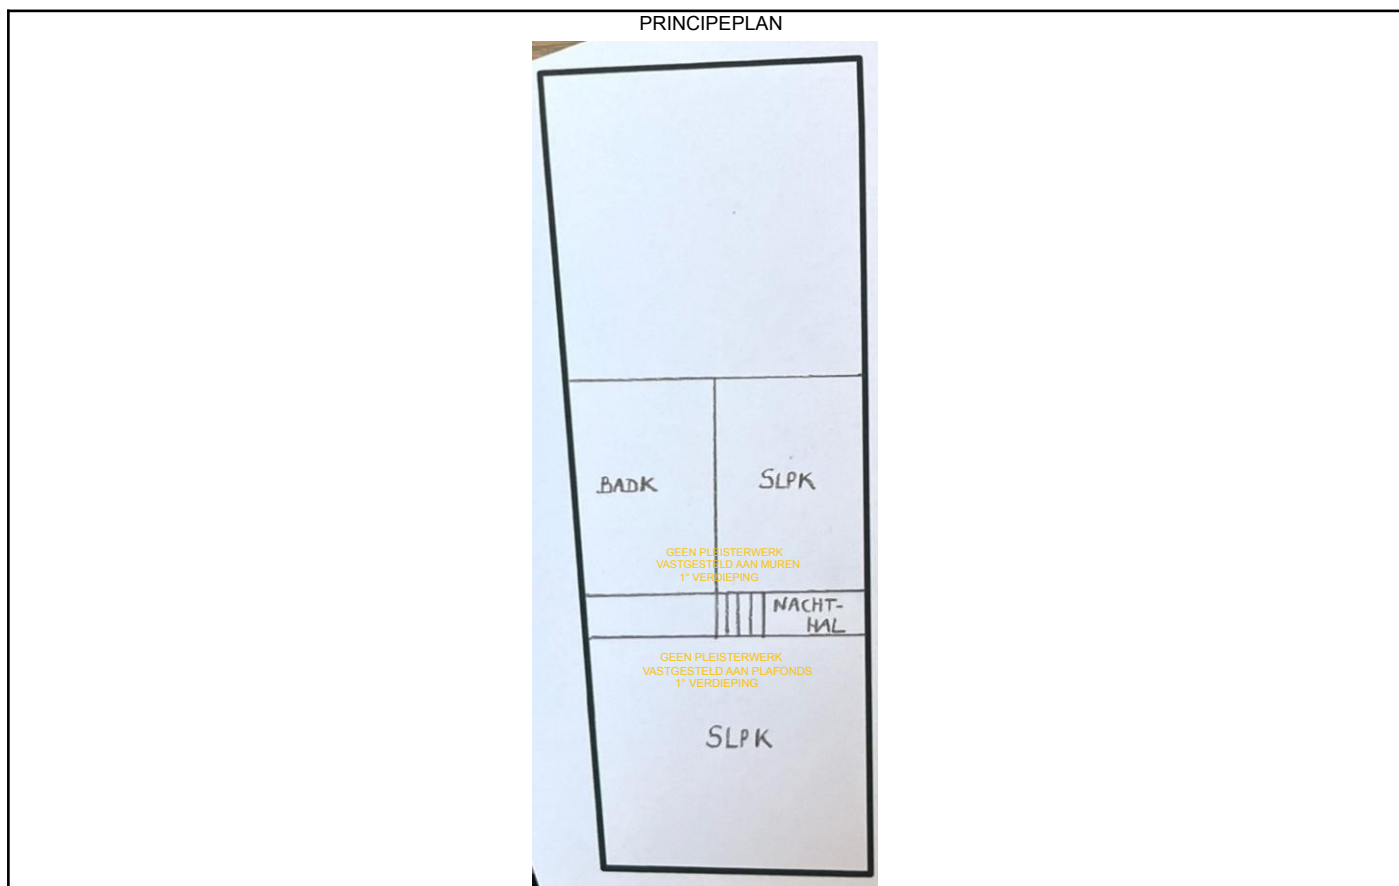 PRINCIPEPLAN
BADK
SLPK
GEEN PLEISTERWERK
VASTGESTELD AAN MUREN
1° VERDIEPING
NACHT-
HAL
GEEN PLEISTERWERK
VASTGESTELD AAN PLAFONDS
1° VERDIEPING
SLPK